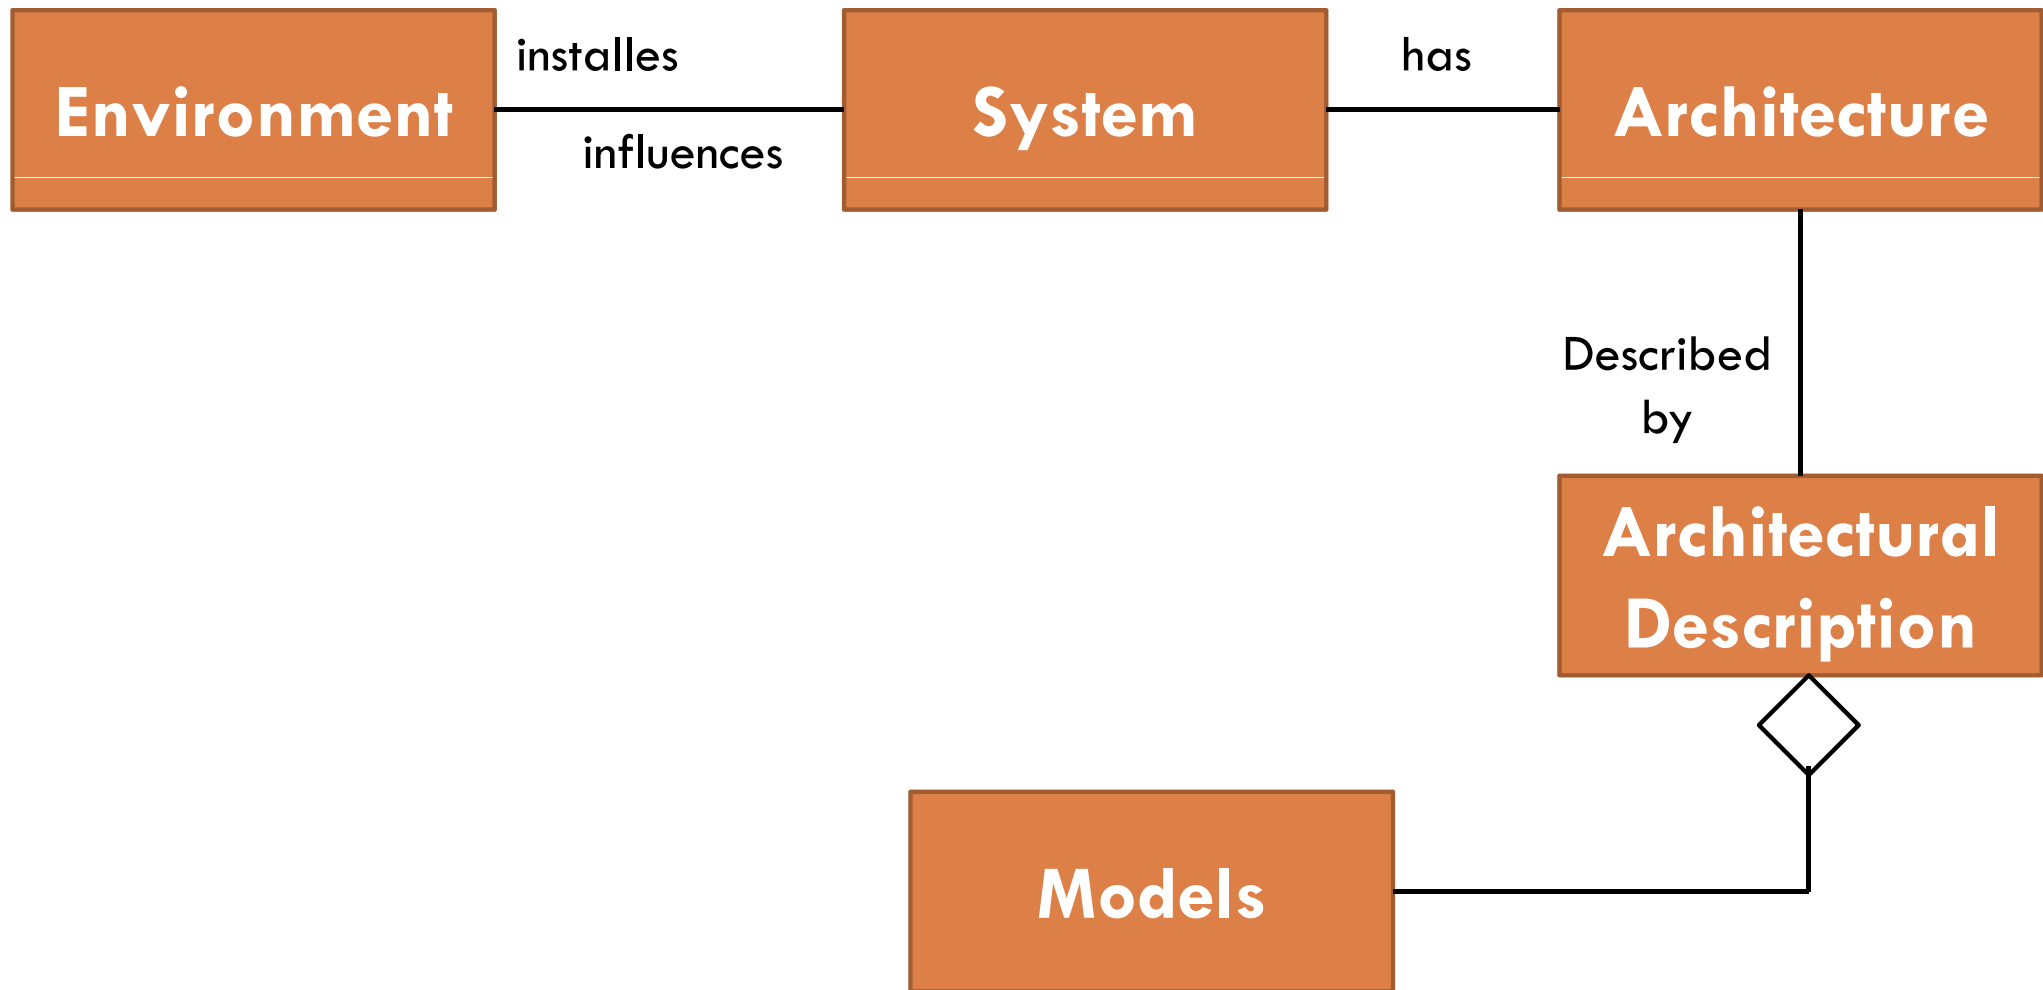 Environment
installes
influences
System
has
Architecture
Described
by
Architectural
Description
Models